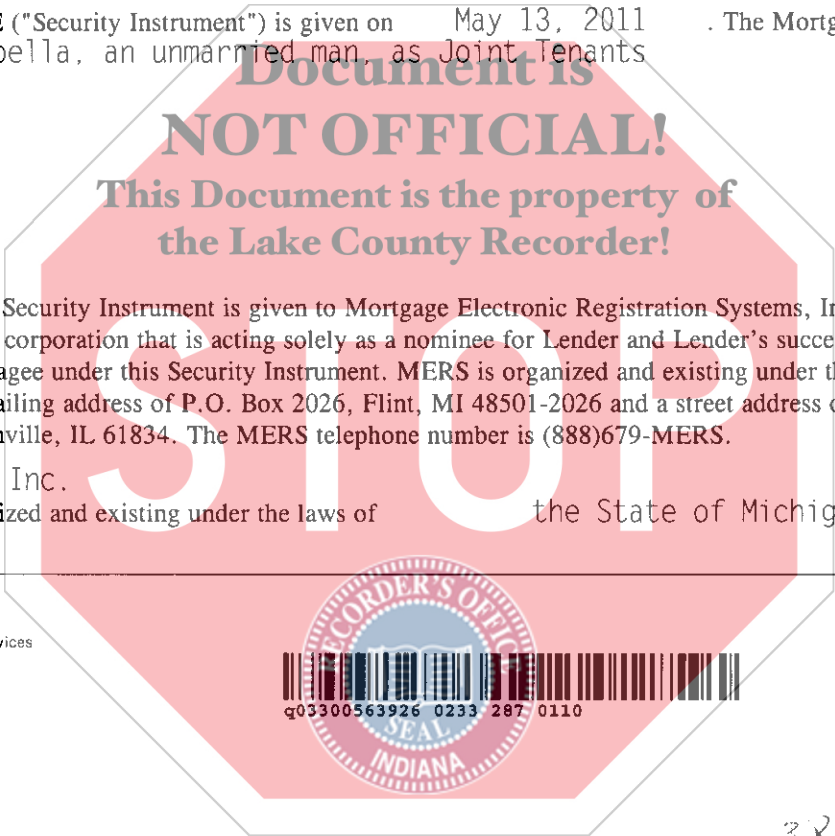 ("Security Instrument") is given on May 13, 2011 . The Mortg
bella, an unmarried man, as Joint Tenants
Document is
NOT OFFICIAL!
This Document is the property of
the Lake County Recorder!
Security Instrument is given to Mortgage Electronic Registration Systems, In
corporation that is acting solely as a nominee for Lender and Lender's succe
agee under this Security Instrument. MERS is organized and existing under th
iling address of P.O. Box 2026, Flint, MI 48501-2026 and a street address o
nville, IL 61834. The MERS telephone number is (888)679-MERS.
Inc.
ized and existing under the laws of the State of Michig
STOP
vices
RECORDER'S OFFICE
q03300563926 0233 287 0110
SEAL
INDIANA